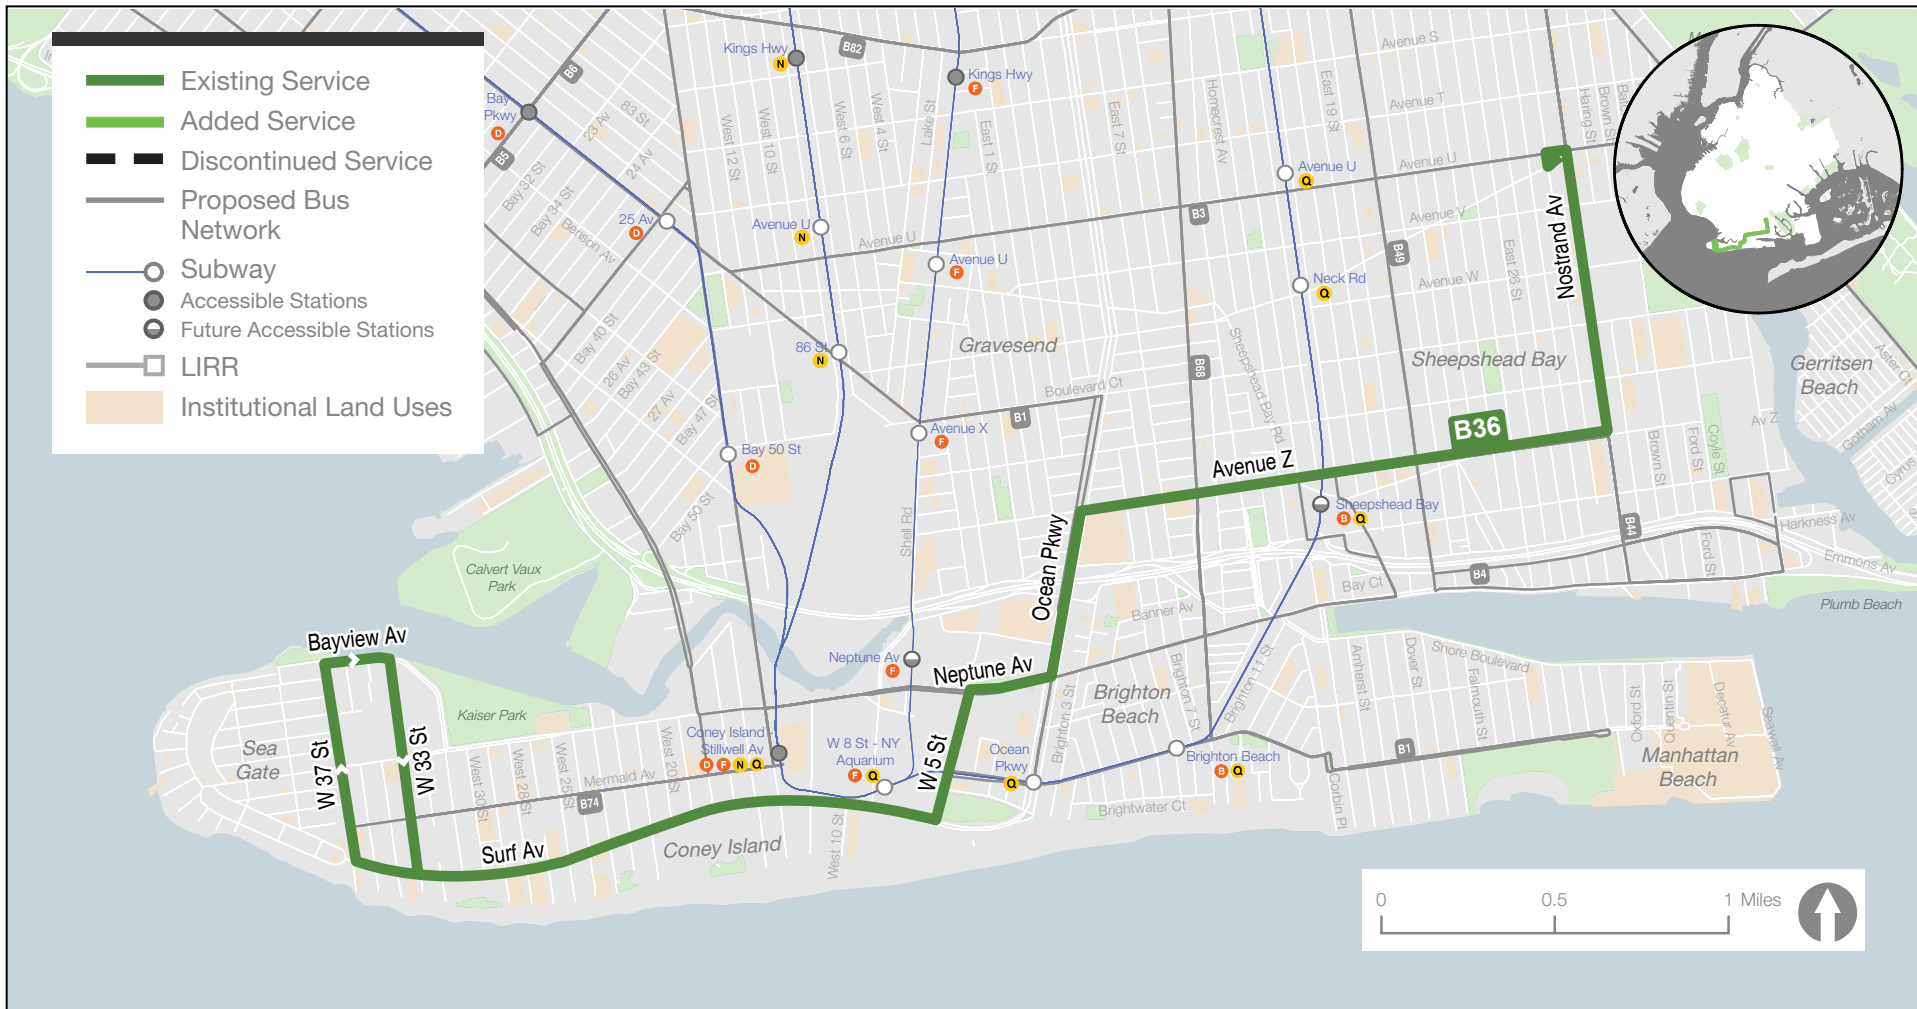 Existing Service
Added Service
Discontinued Service
Proposed Bus
Network
Subway
Accessible Stations
Future Accessible Stations
LIRR
Institutional Land Uses
Kings Hwy
N
B82
Kings Hwy
F
Avenue S
B6
Bay
Pkwy
D
B5
23 Av
83 St
24 Av
Bay 32 St
Bay 34 St
Benson Av
25 Av
D
West 12 St
West 10 St
West 6 St
West 4 St
Lake St
East 1 St
East 7 St
Homecrest Av
East 19 St
Avenue T
Haring St
Brown St
Avenue U
Q
Avenue U
Avenue U
N
Avenue U
Avenue U
F
B3
Avenue V
B49
Avenue W
East 26 St
Nostrand Av
Neck Rd
Q
86 St
N
Gravesend
Sheepshead Bay
Gerritsen
Beach
Aster Ct
Gotham Av
Cyrus
Bay 40 St
26 Av
Bay 43 St
27 Av
Bay 47 St
Bay 50 St
Bay 50 St
D
Boulevard Ct
B1
B68
Sheepshead Bay Rd
Avenue X
F
B36
Avenue Z
Av Z
Brown St
Ford St
Coyle St
Sheepshead Bay
B
Q
Shell Rd
Ocean Pkwy
B44
Harkness Av
Ford St
Emmons Av
B4
Bay Ct
Plumb Beach
Calvert Vaux
Park
Banner Av
Bayview Av
Neptune Av
F
Neptune Av
Brighton
Beach
Brighton 3 St
Brighton 7 St
Brighton 11 St
Amherst St
Dover St
Shore Boulevard
Falmouth St
Oxford St
Quentin St
Decatur Av
Seawall Av
Manhattan
Beach
Kaiser Park
Sea
Gate
W 37 St
W 33 St
West 30 St
West 28 St
West 25 St
West 20 St
Mermaid Av
B74
Coney Island -
Stillwell Av
D
F
N
Q
W 8 St - NY
Aquarium
F
Q
W 5 St
Ocean
Pkwy
Q
Brighton Beach
B
Q
B1
Corbin Pl
Brightwater Ct
West 10 St
Surf Av
Coney Island
0
0.5
1 Miles